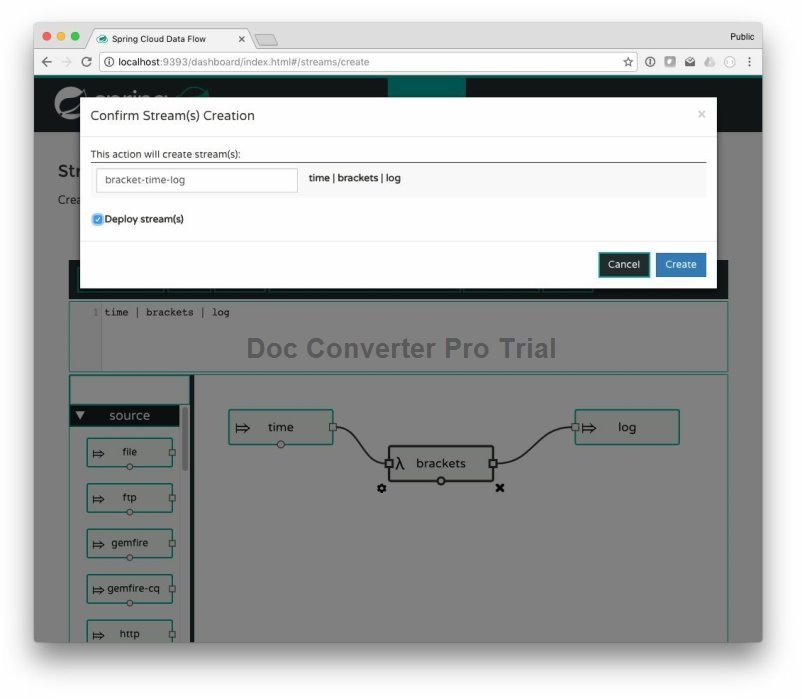 Spring Cloud Data Flow
Public
localhost:9393/dashboard/index.html#/streams/create
spring
Confirm Stream(s) Creation
×
This action will create stream(s):
bracket-time-log
time | brackets | log
Deploy stream(s)
Cancel
Create
1 time | brackets | log
Doc Converter Pro Trial
source
file
ftp
gemfire
gemfire-cq
http
time
brackets
log